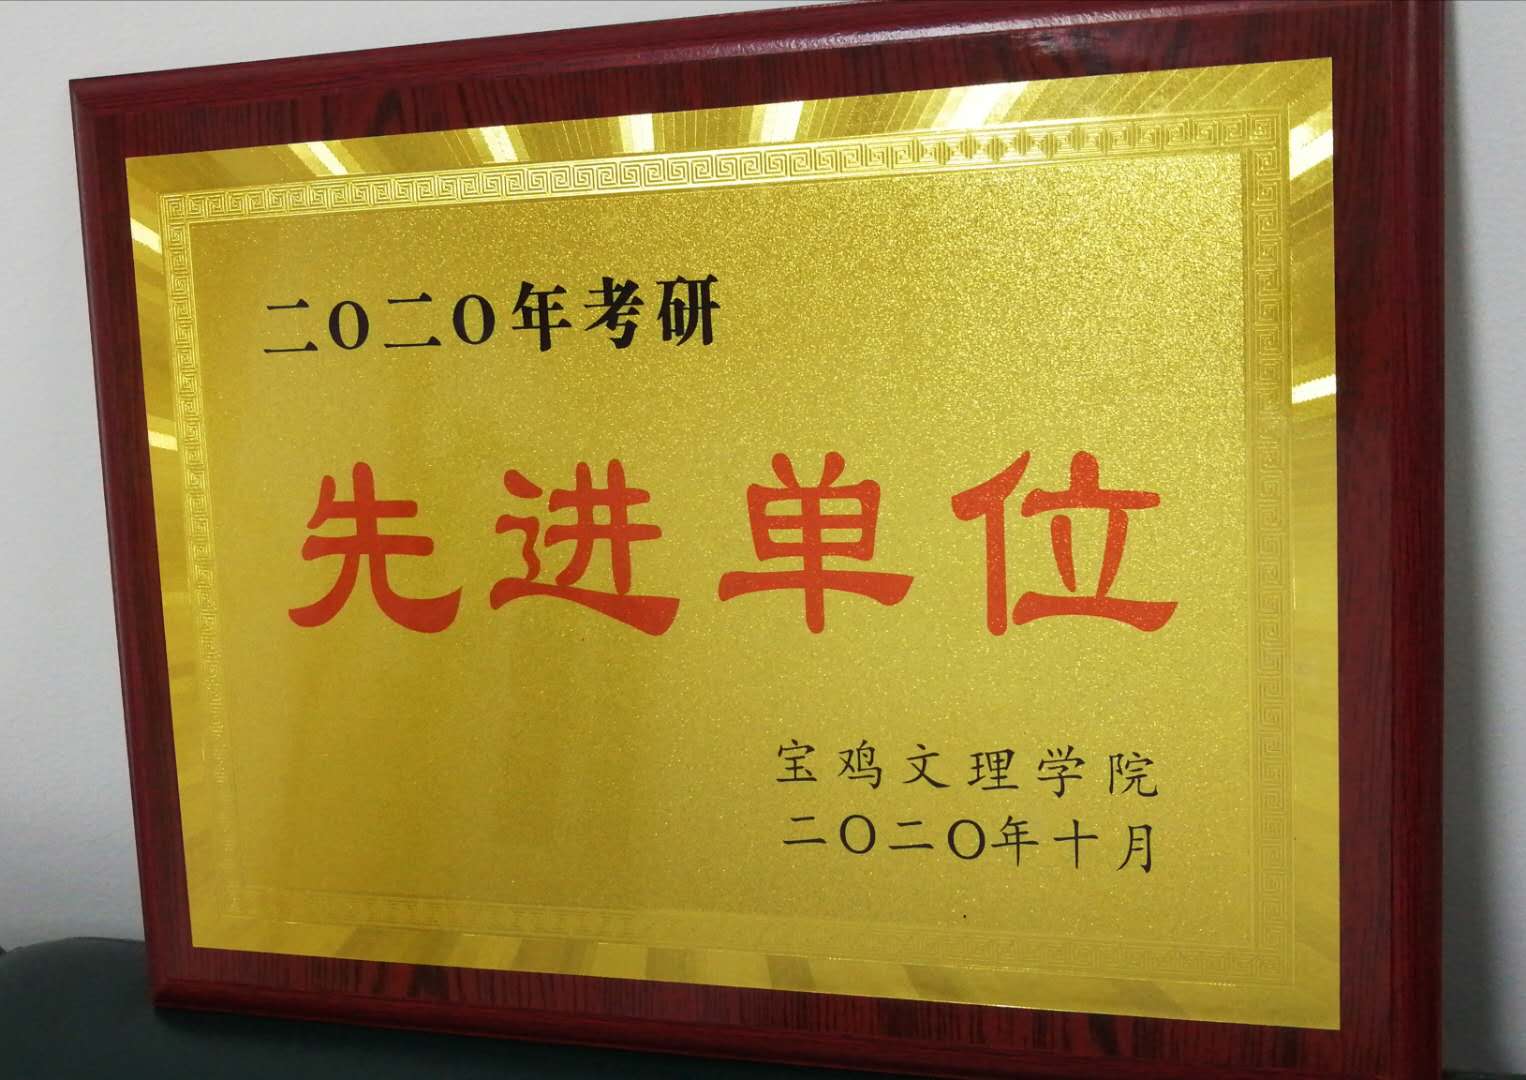 二〇二〇年考研
先进单位
宝鸡文理学院
二〇二〇年十月